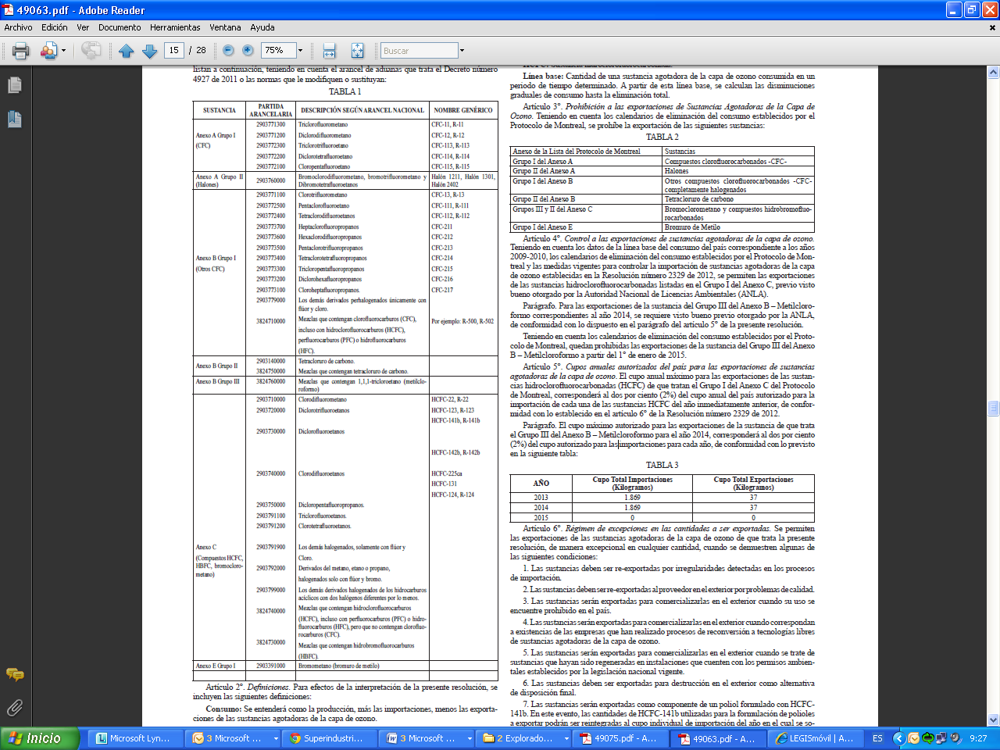 49063.pdf - Adobe Reader
Archivo Edición Ver Documento Herramientas Ventana Ayuda
15 / 28 75% Buscar
listan a continuación, teniendo en cuenta el arancel de aduanas que trata el Decreto número
4927 de 2011 o las normas que le modifiquen o sustituyan:
TABLA 1
SUSTANCIA PARTIDA ARANCELARIA DESCRIPCIÓN SEGÚN ARANCEL NACIONAL NOMBRE GENÉRICO
Anexo A Grupo I
(CFC)
2903771300 Triclorofluorometano CFC-11, R-11
2903771200 Diclorodifluorometano CFC-12, R-12
2903772300 Triclorotrifluoroetano CFC-113, R-113
2903772200 Diclorotetrafluoroetano CFC-114, R-114
2903772100 Cloropentafluoroetano CFC-115, R-115
Anexo A Grupo II
(Halones)
2903760000 Bromoclorodifluorometano, bromotrifluorometano y
Dibromotetrafluoroetanos
Halón 1211, Halón 1301,
Halón 2402
Anexo B Grupo I
(Otros CFC)
2903771100 Clorotrifluorometano CFC-13, R-13
2903772500 Pentaclorofluoroetano CFC-111, R-111
2903772400 Tetraclorodifluoroetanos CFC-112, R-112
2903773700 Heptaclorofluoropropanos CFC-211
2903773600 Hexaclorodifluoropropanos CFC-212
2903773500 Pentaclorotrifluoropropanos CFC-213
2903773400 Tetraclorotetrafluoropropanos CFC-214
2903773300 Tricloropentafluoropropanos CFC-215
2903773200 Diclorohexafluoropropanos CFC-216
2903773100 Cloroheptafluoropropanos. CFC-217
2903779000 Los demás derivados perhalogenados únicamente con
flúor y cloro.
3824710000 Mezclas que contengan clorofluorocarburos (CFC), Por ejemplo: R-500, R-502
incluso con hidroclorofluorocarburos (HCFC),
perfluorocarburos (PFC) o hidrofluorocarburos
(HFC).
Anexo B Grupo II
2903140000 Tetracloruro de carbono.
3824750000 Mezclas que contengan tetracloruro de carbono.
Anexo B Grupo III 3824760000 Mezclas que contengan 1,1,1-tricloroetano (metilclo-
roformo)
Anexo C
(Compuestos HCFC,
HBFC, bromocloro-
metano)
2903710000 Clorodifluorometano HCFC-22, R-22
2903720000 Diclorotrifluoroetanos HCFC-123, R-123
HCFC-141b, R-141b
2903730000 Diclorofluoroetanos
HCFC-142b, R-142b
2903740000 Clorodifluoroetanos HCFC-225ca
HCFC-131
HCFC-124, R-124
2903750000 Dicloropentafluoropropanos.
2903791100 Triclorofluoroetanos.
2903791200 Clorotetrafluoroetanos.
2903791900 Los demás halogenados, solamente con flúor y
Cloro.
2903792000 Derivados del metano, etano o propano,
halogenados solo con flúor y bromo.
2903799000 Los demás derivados halogenados de los hidrocarburos
acíclicos con dos halógenos diferentes por lo menos.
3824740000 Mezclas que contengan hidroclorofluorocarburos
(HCFC), incluso con perfluorocarburos (PFC) o hidro-
fluorocarburos (HFC), pero que no contengan clorofluo-
rocarburos (CFC).
3824730000 Mezclas que contengan hidrobromofluorocarburos
(HBFC).
Anexo E Grupo I 2903391000 Bromometano (bromuro de metilo)
Artículo 2°. Definiciones. Para efectos de la interpretación de la presente resolución, se
incluyen las siguientes definiciones:
Consumo: Se entenderá como la producción, más las importaciones, menos las exporta-
ciones de las sustancias agotadoras de la capa de ozono.
Línea base: Cantidad de una sustancia agotadora de la capa de ozono consumida en un
periodo de tiempo determinado. A partir de esta línea base, se calculan las disminuciones
graduales de consumo hasta la eliminación total.
Artículo 3°. Prohibición a las exportaciones de Sustancias Agotadoras de la Capa de
Ozono. Teniendo en cuenta los calendarios de eliminación del consumo establecidos por el
Protocolo de Montreal, se prohíbe la exportación de las siguientes sustancias:
TABLA 2
Anexo de la Lista del Protocolo de Montreal Sustancias
Grupo I del Anexo A Compuestos clorofluorocarbonados -CFC-
Grupo II del Anexo A Halones
Grupo I del Anexo B Otros compuestos clorofluorocarbonados -CFC-
completamente halogenados
Grupo II del Anexo B Tetracloruro de carbono
Grupos III y II del Anexo C Bromoclorometano y compuestos hidrobromofluo-
rocarbonados
Grupo I del Anexo E Bromuro de Metilo
Artículo 4°. Control a las exportaciones de sustancias agotadoras de la capa de ozono.
Teniendo en cuenta los datos de la línea base del consumo del país correspondiente a los años
2009-2010, los calendarios de eliminación del consumo establecidos por el Protocolo de Mon-
treal y las medidas vigentes para controlar la importación de sustancias agotadoras de la capa
de ozono establecidas en la Resolución número 2329 de 2012, se permiten las exportaciones
de las sustancias hidroclorofluorocarbonadas listadas en el Grupo I del Anexo C, previo visto
bueno otorgado por la Autoridad Nacional de Licencias Ambientales (ANLA).
Parágrafo. Para las exportaciones de la sustancia del Grupo III del Anexo B – Metilcloro-
formo correspondientes al año 2014, se requiere visto bueno previo otorgado por la ANLA,
de conformidad con lo dispuesto en el parágrafo del artículo 5° de la presente resolución.
Teniendo en cuenta los calendarios de eliminación del consumo establecidos por el Proto-
colo de Montreal, quedan prohibidas las exportaciones de la sustancia del Grupo III del Anexo
B – Metilcloroformo a partir del 1° de enero de 2015.
Artículo 5°. Cupos anuales autorizados del país para las exportaciones de sustancias
agotadoras de la capa de ozono. El cupo anual máximo para las exportaciones de las sustan-
cias hidroclorofluorocarbonadas (HCFC) de que tratan el Grupo I del Anexo C del Protocolo
de Montreal, corresponderá al dos por ciento (2%) del cupo anual del país autorizado para la
importación de cada una de las sustancias HCFC del año inmediatamente anterior, de confor-
midad con lo establecido en el artículo 6° de la Resolución número 2329 de 2012.
Parágrafo. El cupo máximo autorizado para las exportaciones de la sustancia de que trata
el Grupo III del Anexo B – Metilcloroformo para el año 2014, corresponderá al dos por ciento
(2%) del cupo autorizado para las importaciones para cada año, de conformidad con lo previsto
en la siguiente tabla:
TABLA 3
AÑO Cupo Total Importaciones (Kilogramos) Cupo Total Exportaciones (Kilogramos)
2013 1.869 37
2014 1.869 37
2015 0 0
Artículo 6°. Régimen de excepciones en las cantidades a ser exportadas. Se permiten
las exportaciones de las sustancias agotadoras de la capa de ozono de que trata la presente
resolución, de manera excepcional en cualquier cantidad, cuando se demuestren algunas de
las siguientes condiciones:
1. Las sustancias deben ser re-exportadas por irregularidades detectadas en los procesos
de importación.
2. Las sustancias deben ser re-exportadas al proveedor en el exterior por problemas de calidad.
3. Las sustancias serán exportadas para comercializarlas en el exterior cuando su uso se
encuentre prohibido en el país.
4. Las sustancias serán exportadas para comercializarlas en el exterior cuando correspondan
a existencias de las empresas que han realizado procesos de reconversión a tecnologías libres
de sustancias agotadoras de la capa de ozono.
5. Las sustancias serán exportadas para comercializarlas en el exterior cuando se trate de
sustancias que hayan sido regeneradas en instalaciones que cuenten con los permisos ambien-
tales establecidos por la legislación nacional vigente.
6. Las sustancias deben ser exportadas para destrucción en el exterior como alternativa
de disposición final.
7. Las sustancias serán exportadas como componente de un poliol formulado con HCFC-
141b. En este evento, las cantidades de HCFC-141b utilizadas para la formulación de polioles
a exportar podrán ser reintegradas al cupo individual de importación del año en el cual se so-
Inicio Microsoft Lyn... 3 Microsoft ... Superindustri... 3 Microsoft ... 2 Explorado... 49075.pdf - A... 49063.pdf - A... LEGISmóvil | A... ES 9:27